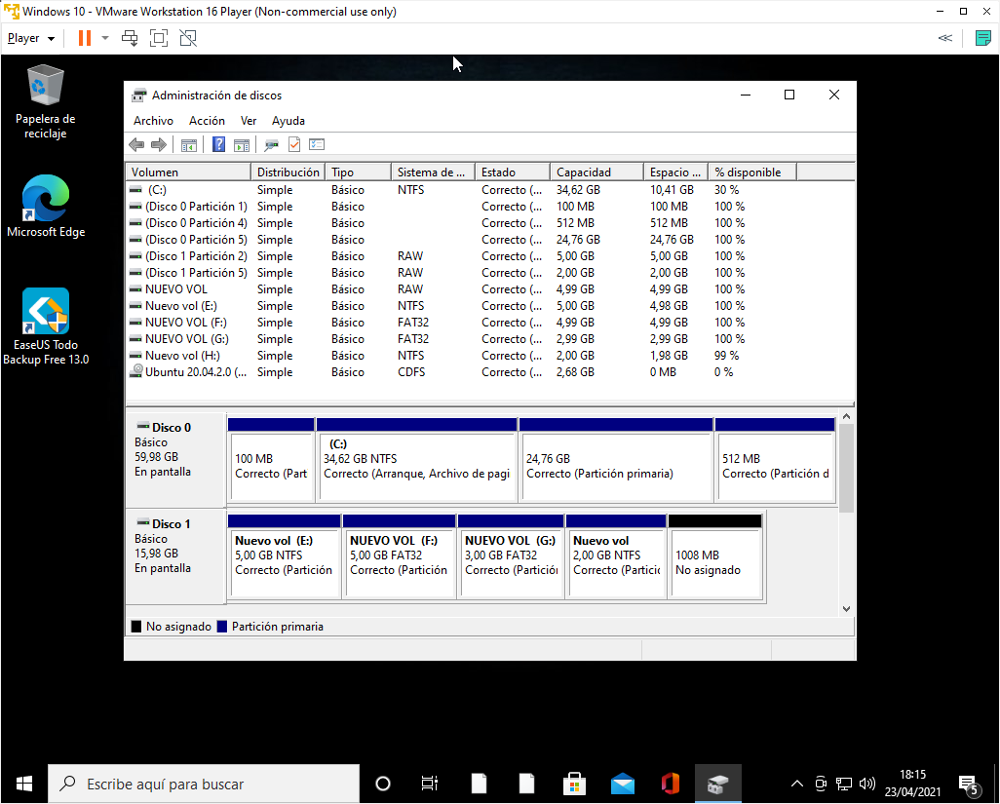 Windows 10 - VMware Workstation 16 Player (Non-commercial use only)
Player
Papelera de
reciclaje
Microsoft Edge
EaseUS Todo
Backup Free 13.0
Administración de discos
Archivo Acción Ver Ayuda
Volumen Distribución Tipo Sistema de ... Estado Capacidad Espacio ... % disponible
(C:) Simple Básico NTFS Correcto (... 34,62 GB 10,41 GB 30 %
(Disco 0 Partición 1) Simple Básico Correcto (... 100 MB 100 MB 100 %
(Disco 0 Partición 4) Simple Básico Correcto (... 512 MB 512 MB 100 %
(Disco 0 Partición 5) Simple Básico Correcto (... 24,76 GB 24,76 GB 100 %
(Disco 1 Partición 2) Simple Básico RAW Correcto (... 5,00 GB 5,00 GB 100 %
(Disco 1 Partición 5) Simple Básico RAW Correcto (... 2,00 GB 2,00 GB 100 %
NUEVO VOL Simple Básico RAW Correcto (... 4,99 GB 4,99 GB 100 %
Nuevo vol (E:) Simple Básico NTFS Correcto (... 5,00 GB 4,98 GB 100 %
NUEVO VOL (F:) Simple Básico FAT32 Correcto (... 4,99 GB 4,99 GB 100 %
NUEVO VOL (G:) Simple Básico FAT32 Correcto (... 2,99 GB 2,99 GB 100 %
Nuevo vol (H:) Simple Básico NTFS Correcto (... 2,00 GB 1,98 GB 99 %
Ubuntu 20.04.2.0 (... Simple Básico CDFS Correcto (... 2,68 GB 0 MB 0 %
Disco 0
Básico
59,98 GB
En pantalla
100 MB
Correcto (Part
(C:)
34,62 GB NTFS
Correcto (Arranque, Archivo de pagi
24,76 GB
Correcto (Partición primaria)
512 MB
Correcto (Partición d
Disco 1
Básico
15,98 GB
En pantalla
Nuevo vol (E:)
5,00 GB NTFS
Correcto (Partición
NUEVO VOL (F:)
5,00 GB FAT32
Correcto (Partición
NUEVO VOL (G:)
3,00 GB FAT32
Correcto (Partición
Nuevo vol
2,00 GB NTFS
Correcto (Partic
1008 MB
No asignado
No asignado Partición primaria
Escribe aquí para buscar
18:15
23/04/2021
5